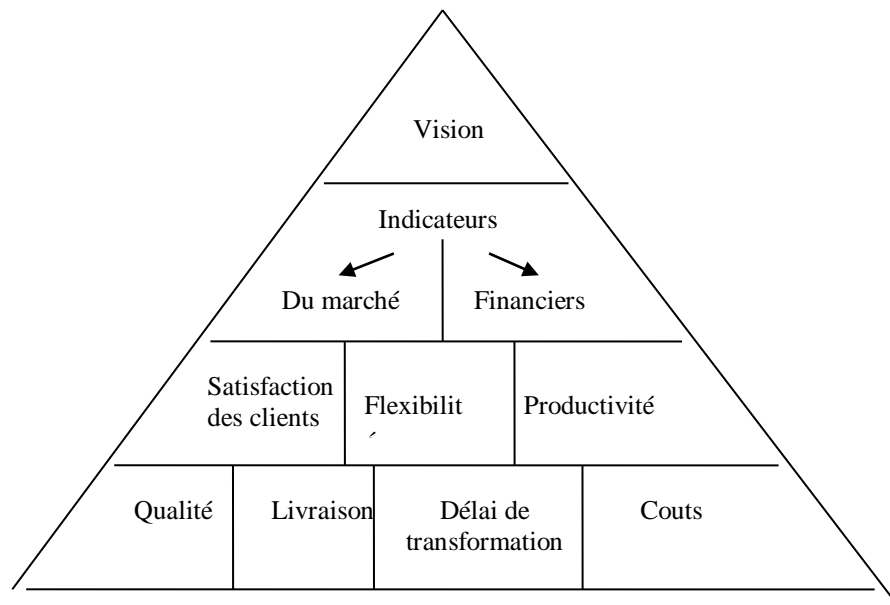 Vision
Indicateurs
Du marché
Financiers
Satisfaction
des clients
Flexibilit
Productivité
Qualité
Livraison
Délai de
transformation
Couts